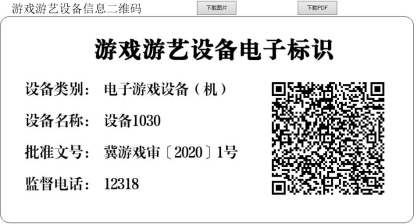 游戏游艺设备信息二维码
下载图片
下载PDF
游戏游艺设备电子标识
设备类别：电子游戏设备（机）
设备名称：设备1030
批准文号：冀游戏审〔2020〕1号
监督电话：12318